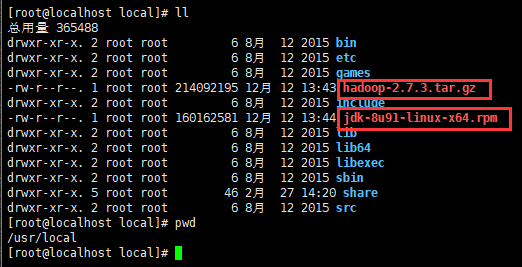 [root@localhost local]# ll
总用量 365488
drwxr-xr-x. 2 root root 6 8月 12 2015 bin
drwxr-xr-x. 2 root root 6 8月 12 2015 etc
drwxr-xr-x. 2 root root 6 8月 12 2015 games
-rw-r--r--. 1 root root 214092195 12月 12 13:43 hadoop-2.7.3.tar.gz
drwxr-xr-x. 2 root root 6 8月 12 2015 include
-rw-r--r--. 1 root root 160162581 12月 12 13:44 jdk-8u91-linux-x64.rpm
drwxr-xr-x. 2 root root 6 8月 12 2015 lib
drwxr-xr-x. 2 root root 6 8月 12 2015 lib64
drwxr-xr-x. 2 root root 6 8月 12 2015 libexec
drwxr-xr-x. 2 root root 6 8月 12 2015 sbin
drwxr-xr-x. 5 root root 46 2月 27 14:20 share
drwxr-xr-x. 2 root root 6 8月 12 2015 src
[root@localhost local]# pwd
/usr/local
[root@localhost local]#